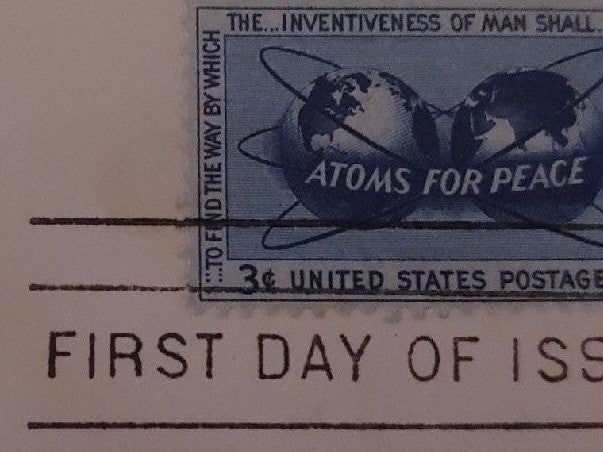 THE...INVENTIVENESS OF MAN SHALL...
...TO FIND THE WAY BY WHICH
ATOMS FOR PEACE
3¢ UNITED STATES POSTAGE
FIRST DAY OF ISS